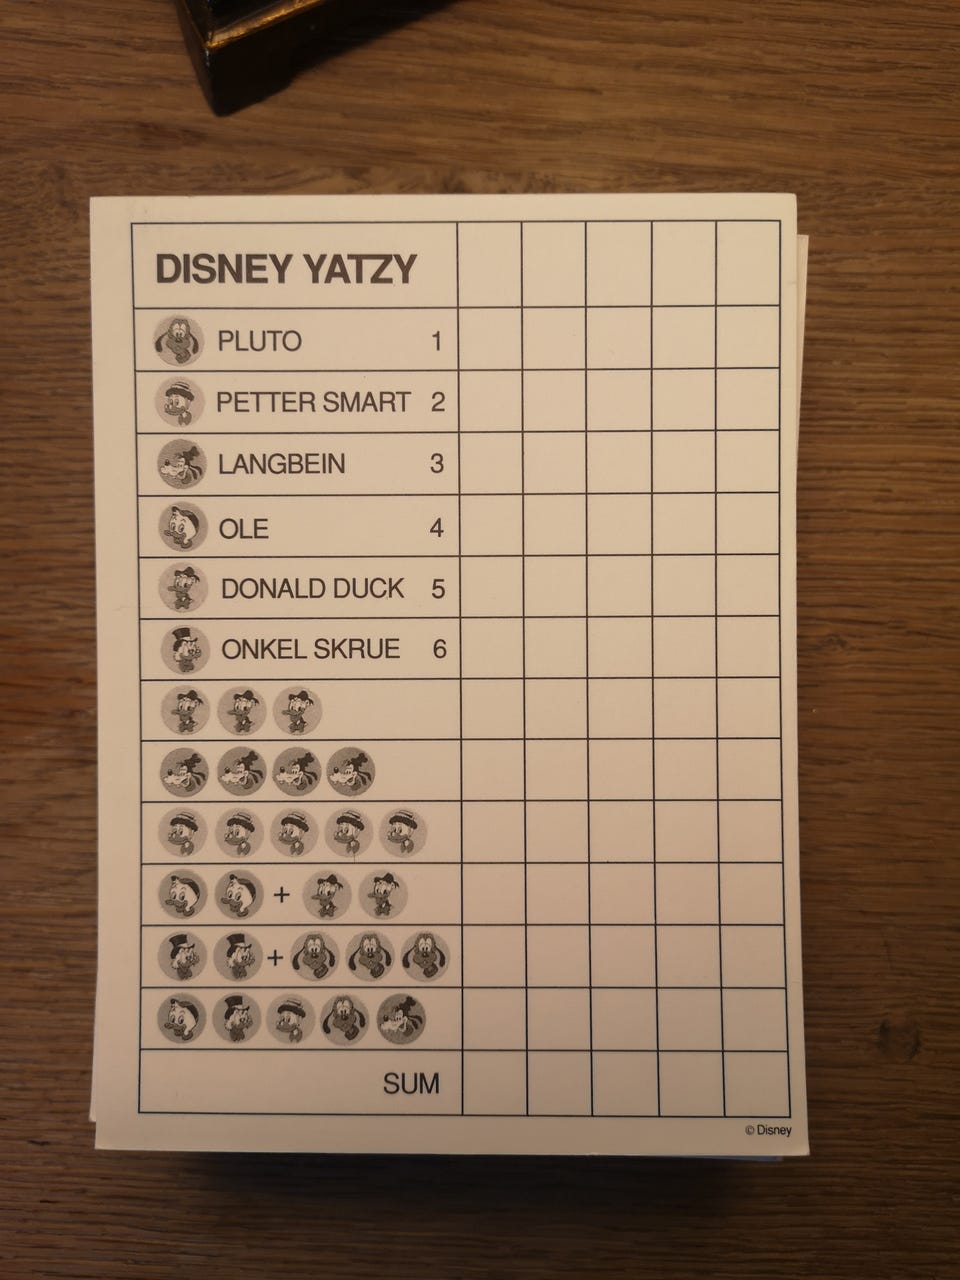 DISNEY YATZY
PLUTO 1
PETTER SMART 2
LANGBEIN 3
OLE 4
DONALD DUCK 5
ONKEL SKRUE 6
+
+
SUM
© Disney